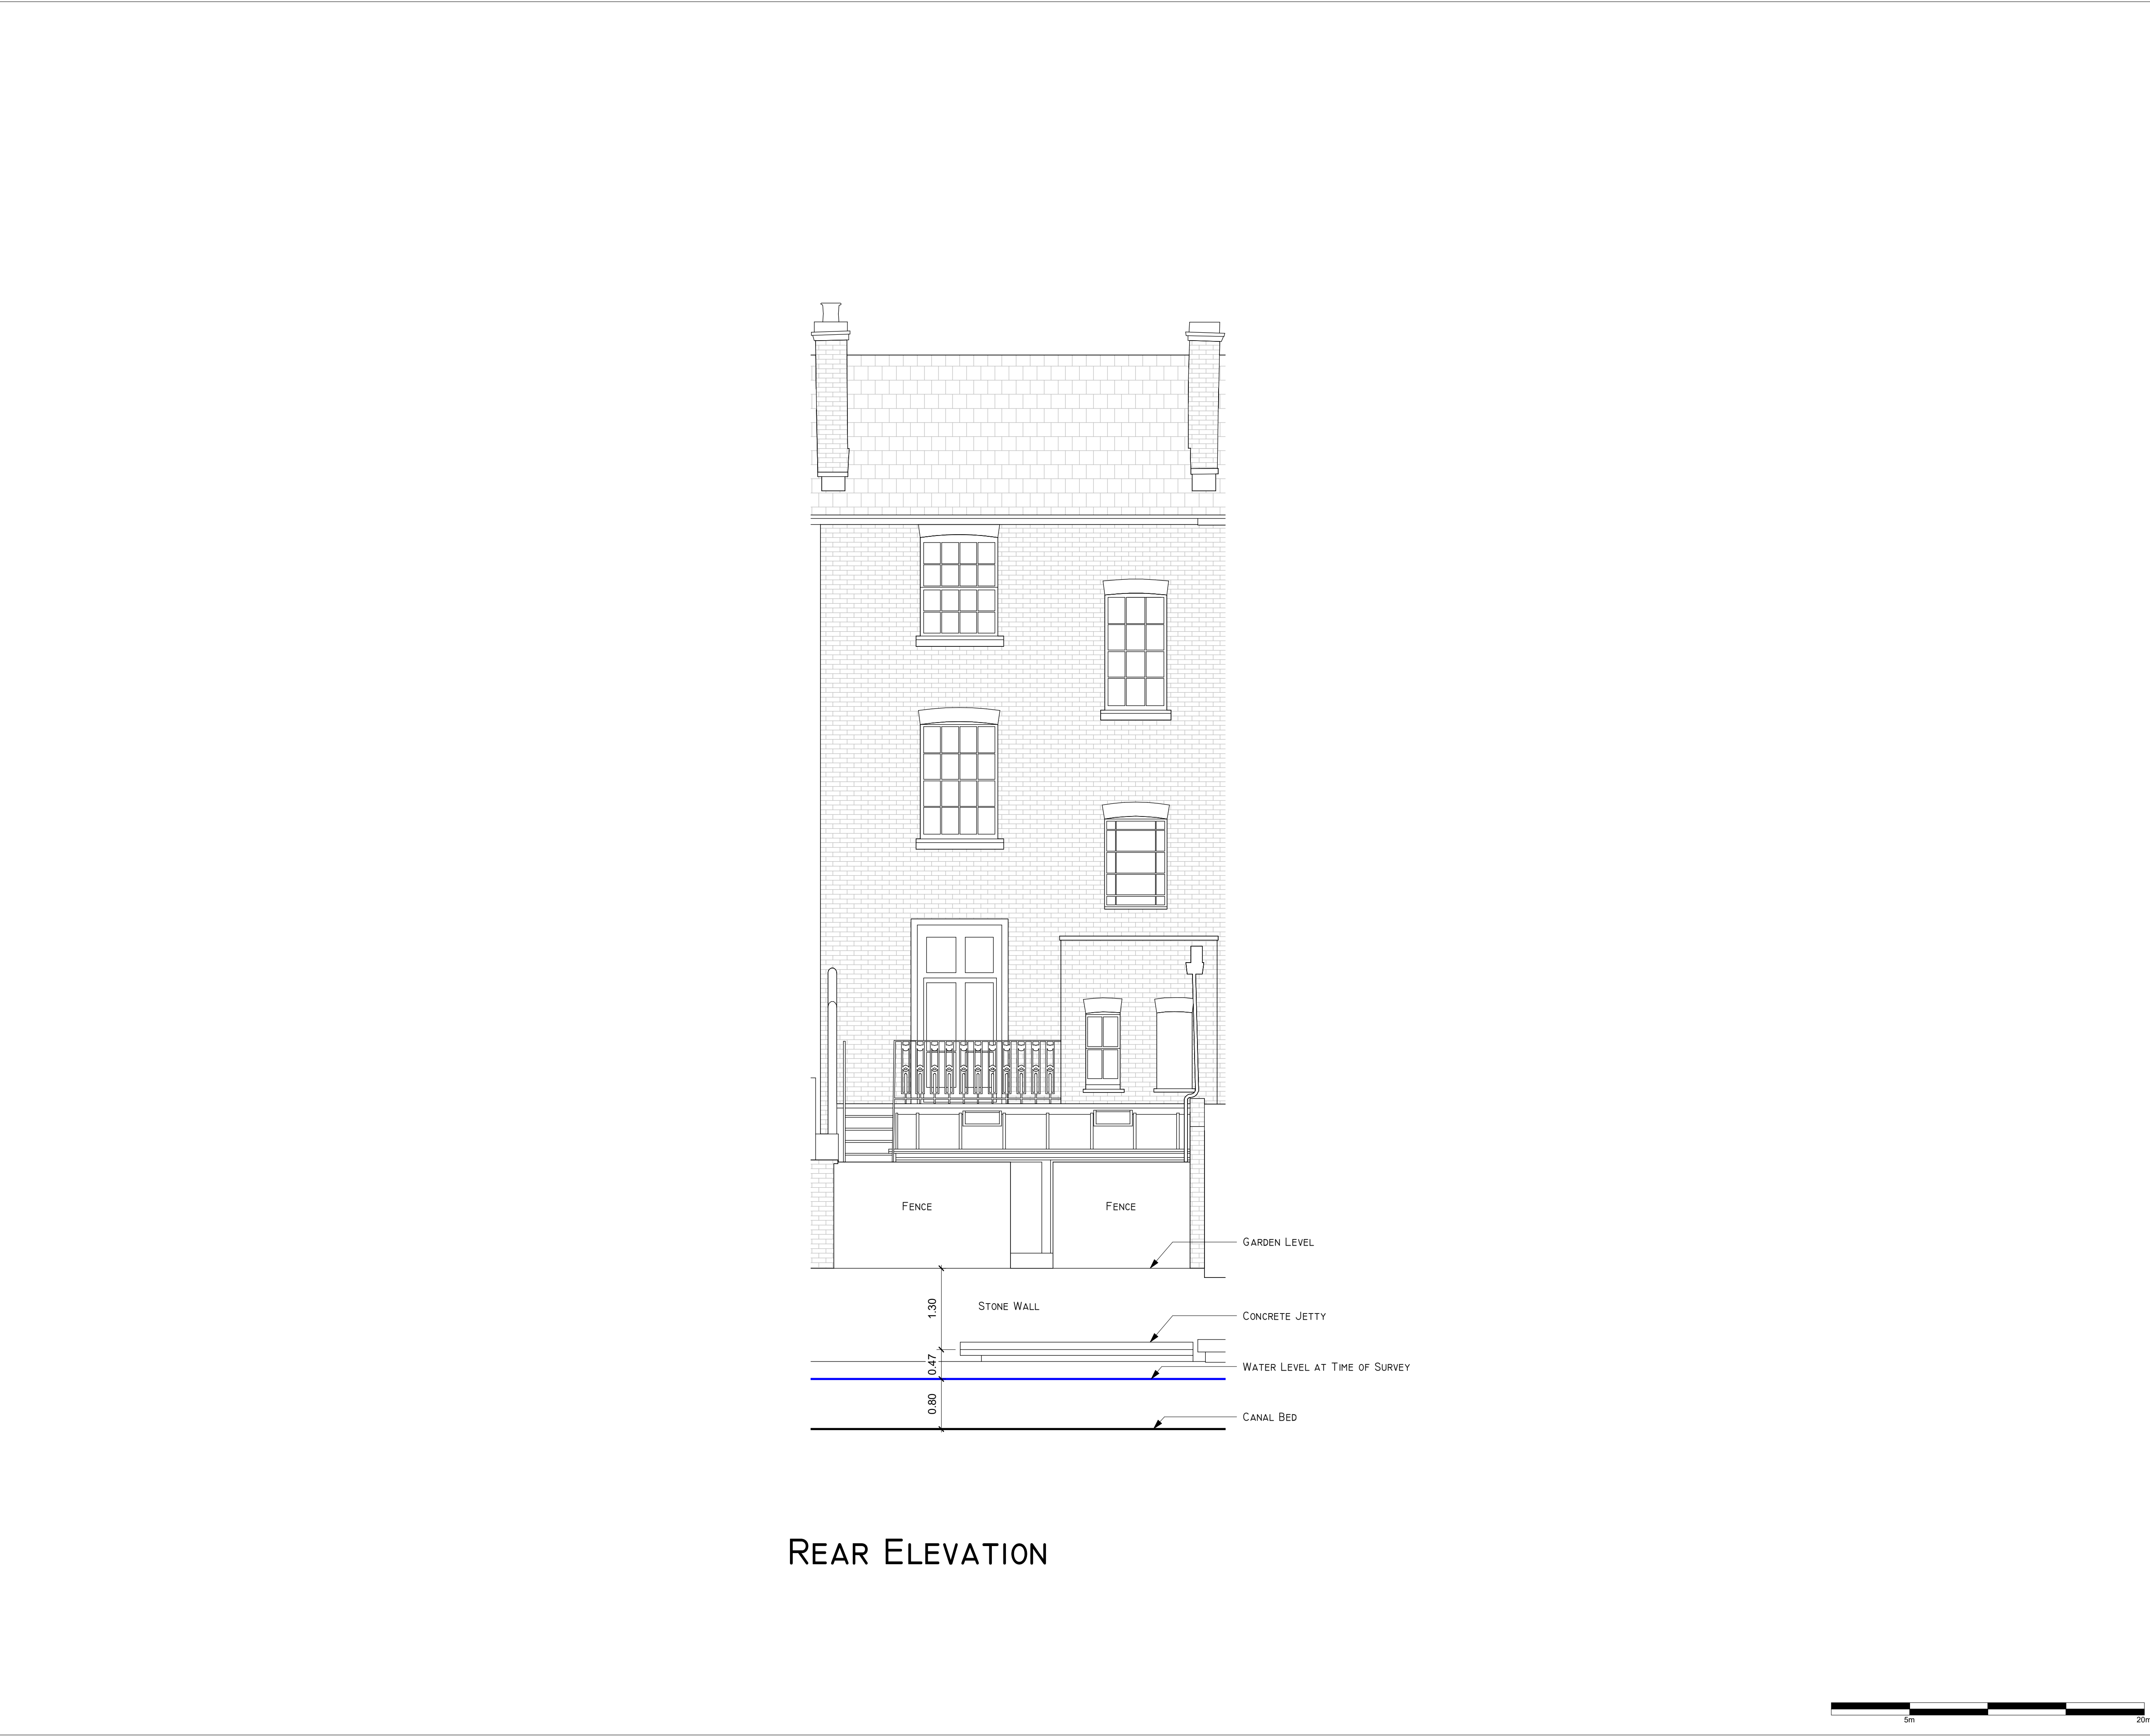 Fence
Fence
Garden Level
1.30
Stone Wall
Concrete Jetty
0.47
Water Level at Time of Survey
0.80
Canal Bed
Rear Elevation
5m
20m